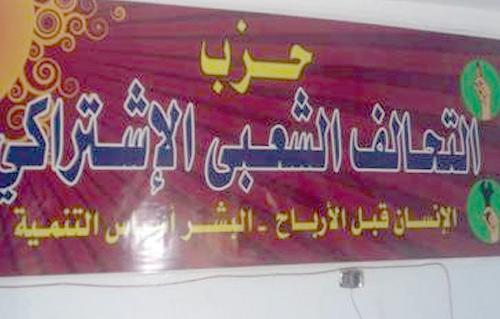 حزب
التحالف الشعبى الإشتراكي
الإنسان قبل الأرباح - البشر أساس التنمية